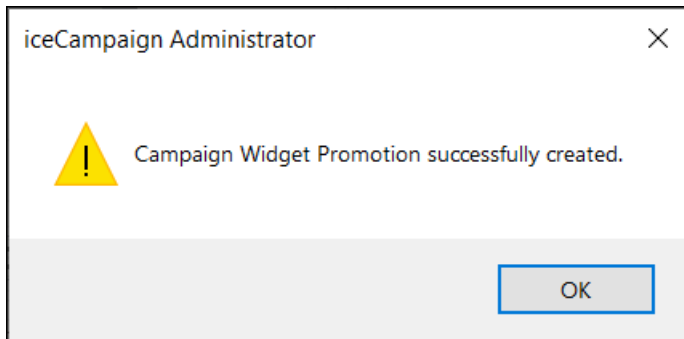 iceCampaign Administrator
Campaign Widget Promotion successfully created.
OK